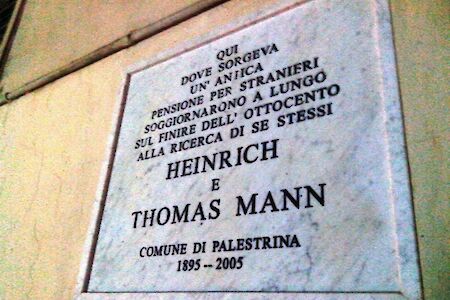 QUI
DOVE SORGEVA
UN' ANTICA
PENSIONE PER STRANIERI
SOGGIORNARONO A LUNGO
SUL FINIRE DELL' OTTOCENTO
ALLA RICERCA DI SE STESSI
HEINRICH
E
THOMAS MANN
COMUNE DI PALESTRINA
1895 -- 2005